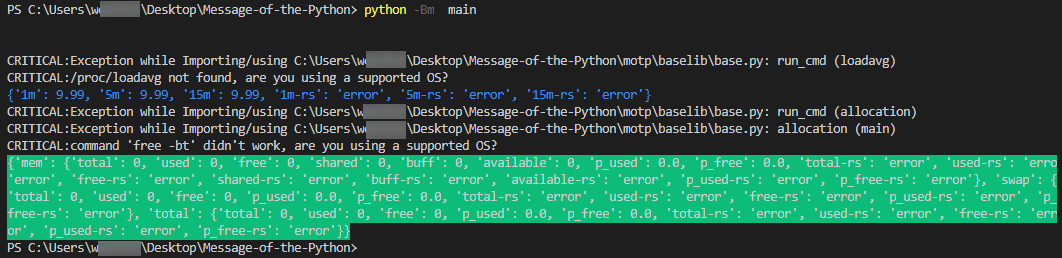 PS C:\Users\w\Desktop\Message-of-the-Python> python -Bm  main
CRITICAL:Exception while Importing/using C:\Users\w\Desktop\Message-of-the-Python\motp\baselib\base.py: run_cmd (loadavg)
CRITICAL:/proc/loadavg not found, are you using a supported OS?
{'1m': 9.99, '5m': 9.99, '15m': 9.99, '1m-rs': 'error', '5m-rs': 'error', '15m-rs': 'error'}
CRITICAL:Exception while Importing/using C:\Users\w\Desktop\Message-of-the-Python\motp\baselib\base.py: run_cmd (allocation)
CRITICAL:Exception while Importing/using C:\Users\w\Desktop\Message-of-the-Python\motp\baselib\base.py: allocation (main)
CRITICAL:command 'free -bt' didn't work, are you using a supported OS?
{'mem': {'total': 0, 'used': 0, 'free': 0, 'shared': 0, 'buff': 0, 'available': 0, 'p_used': 0.0, 'p_free': 0.0, 'total-rs': 'error', 'used-rs': 'erro
'error', 'free-rs': 'error', 'shared-rs': 'error', 'buff-rs': 'error', 'available-rs': 'error', 'p_used-rs': 'error', 'p_free-rs': 'error'}, 'swap': {
'total': 0, 'used': 0, 'free': 0, 'p_used': 0.0, 'p_free': 0.0, 'total-rs': 'error', 'used-rs': 'error', 'free-rs': 'error', 'p_used-rs': 'error', 'p_
free-rs': 'error'}, 'total': {'total': 0, 'used': 0, 'free': 0, 'p_used': 0.0, 'p_free': 0.0, 'total-rs': 'error', 'used-rs': 'error', 'free-rs': 'err
or', 'p_used-rs': 'error', 'p_free-rs': 'error'}}
PS C:\Users\w\Desktop\Message-of-the-Python>